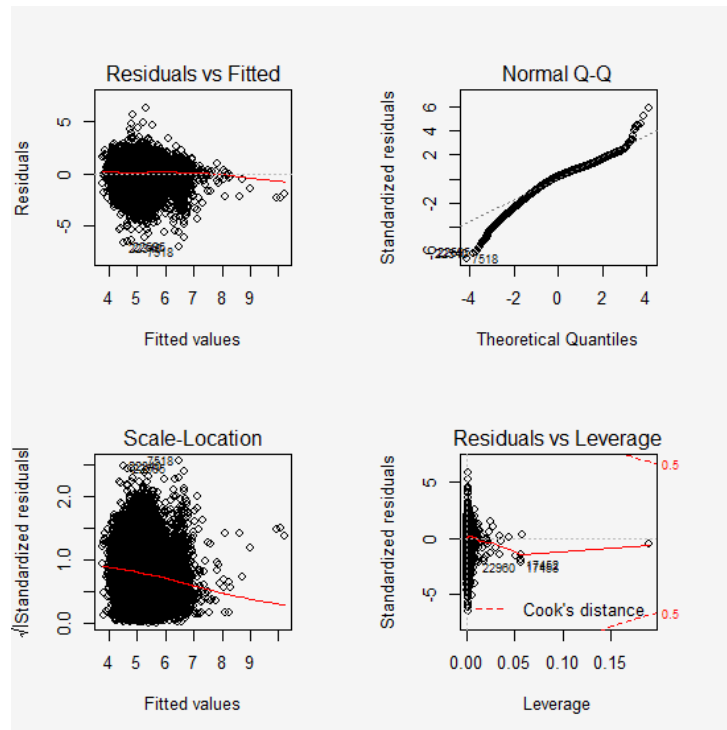 Residuals vs Fitted
Residuals
5
0
-5
7518
4 5 6 7 8 9
Fitted values
Normal Q-Q
Standardized residuals
6
4
2
-2
-6
7518
-4 -2 0 2 4
Theoretical Quantiles
Scale-Location
√|Standardized residuals|
2.0
1.0
0.0
7518
4 5 6 7 8 9
Fitted values
Residuals vs Leverage
Standardized residuals
5
0
-5
0.5
22960
Cook's distance
0.5
0.00 0.05 0.10 0.15
Leverage